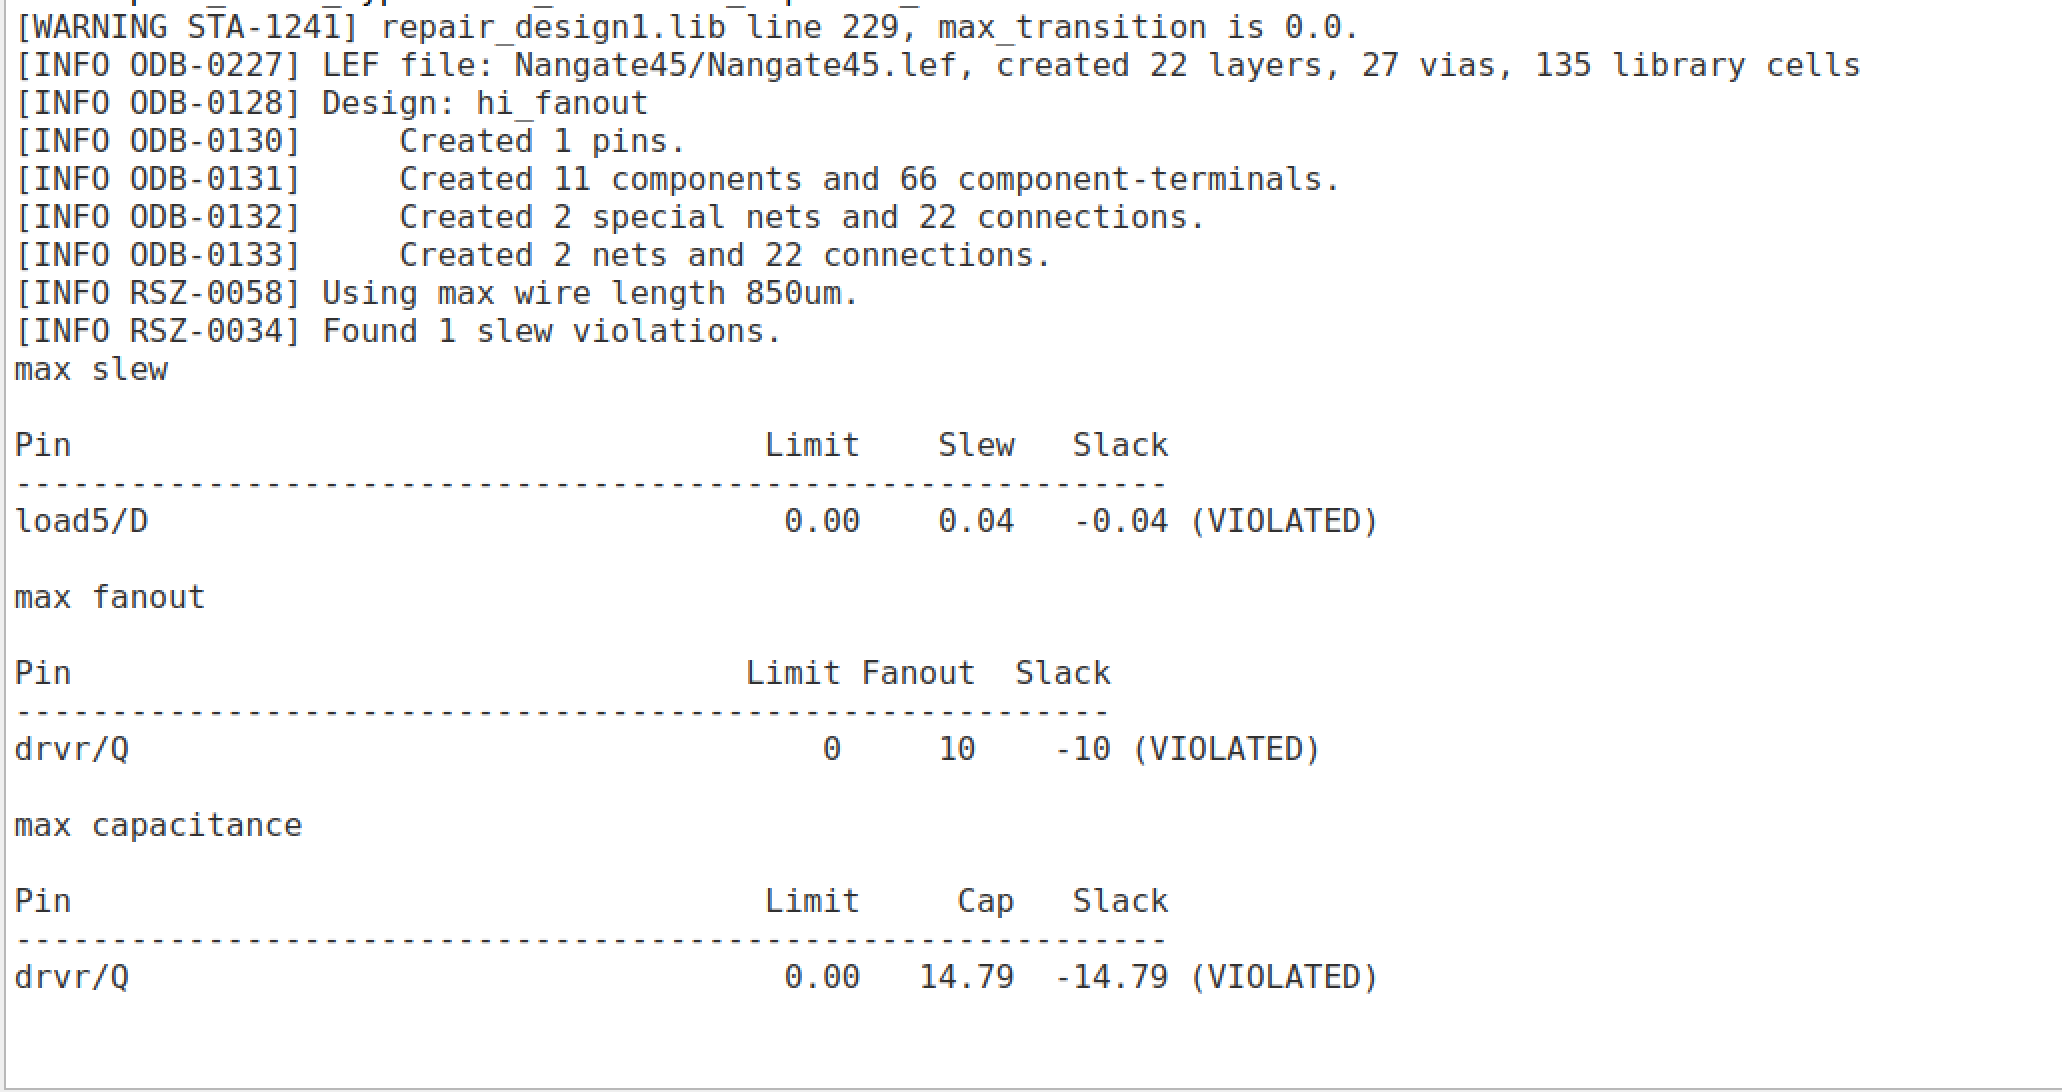 [WARNING STA-1241] repair_design1.lib line 229, max_transition is 0.0.
[INFO ODB-0227] LEF file: Nangate45/Nangate45.lef, created 22 layers, 27 vias, 135 library cells
[INFO ODB-0128] Design: hi_fanout
[INFO ODB-0130]     Created 1 pins.
[INFO ODB-0131]     Created 11 components and 66 component-terminals.
[INFO ODB-0132]     Created 2 special nets and 22 connections.
[INFO ODB-0133]     Created 2 nets and 22 connections.
[INFO RSZ-0058] Using max wire length 850um.
[INFO RSZ-0034] Found 1 slew violations.
max slew
Pin                                    Limit    Slew   Slack
------------------------------------------------------------
load5/D                                 0.00    0.04   -0.04 (VIOLATED)
max fanout
Pin                                   Limit Fanout  Slack
---------------------------------------------------------
drvr/Q                                    0     10    -10 (VIOLATED)
max capacitance
Pin                                    Limit     Cap   Slack
------------------------------------------------------------
drvr/Q                                  0.00   14.79  -14.79 (VIOLATED)